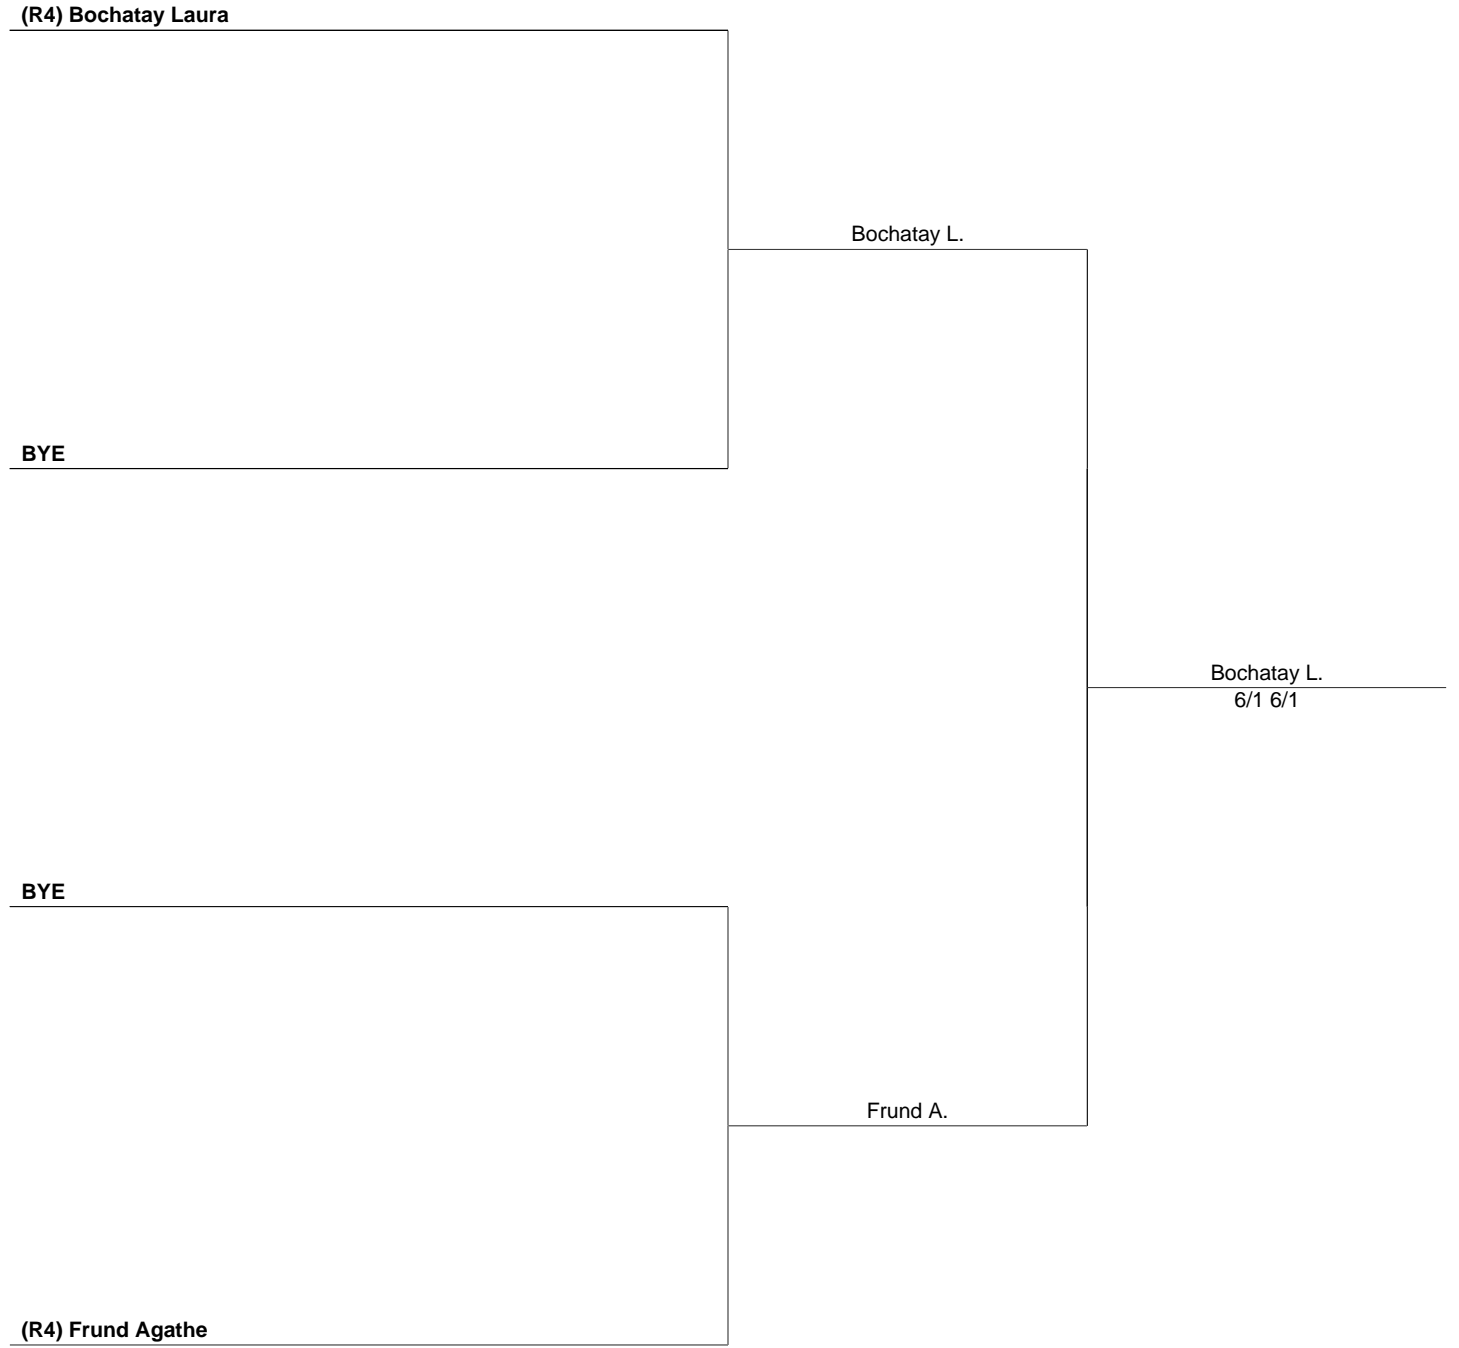 (R4) Bochatay Laura
Bochatay L.
BYE
Bochatay L.
6/1 6/1
BYE
Frund A.
(R4) Frund Agathe